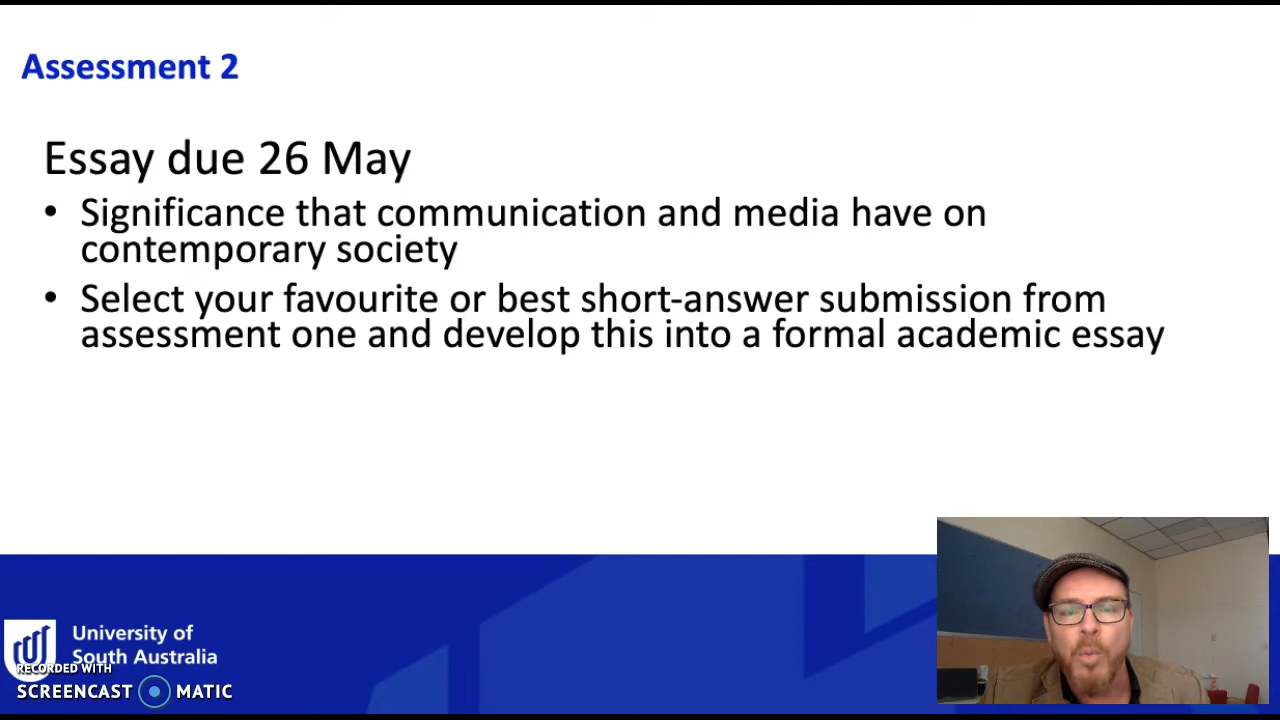 Assessment 2
Essay due 26 May
• Significance that communication and media have on
contemporary society
• Select your favourite or best short-answer submission from
assessment one and develop this into a formal academic essay
University of
South Australia
RECORDED WITH
SCREENCAST MATIC